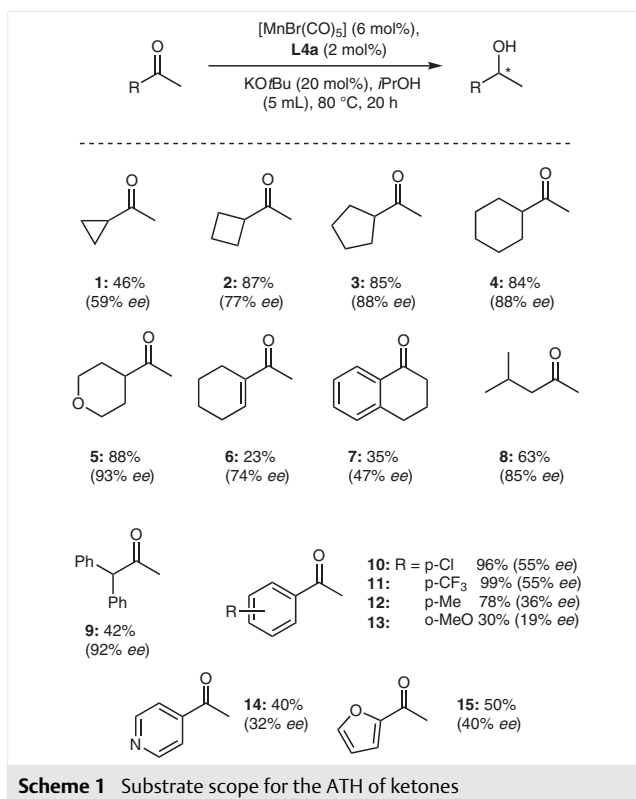 [MnBr(CO)5] (6 mol%),
L4a (2 mol%)
O
R
KOtBu (20 mol%), iPrOH
(5 mL), 80 °C, 20 h
OH
*
R
O
O
O
O
1: 46%
(59% ee)
2: 87%
(77% ee)
3: 85%
(88% ee)
4: 84%
(88% ee)
O
O
O
O
O
5: 88%
(93% ee)
6: 23%
(74% ee)
7: 35%
(47% ee)
8: 63%
(85% ee)
O
Ph
Ph
9: 42%
(92% ee)
O
R
10: R = p-Cl 96% (55% ee)
11: p-CF3 99% (55% ee)
12: p-Me 78% (36% ee)
13: o-MeO 30% (19% ee)
O
N
14: 40%
(32% ee)
O
O
15: 50%
(40% ee)
Scheme 1 Substrate scope for the ATH of ketones